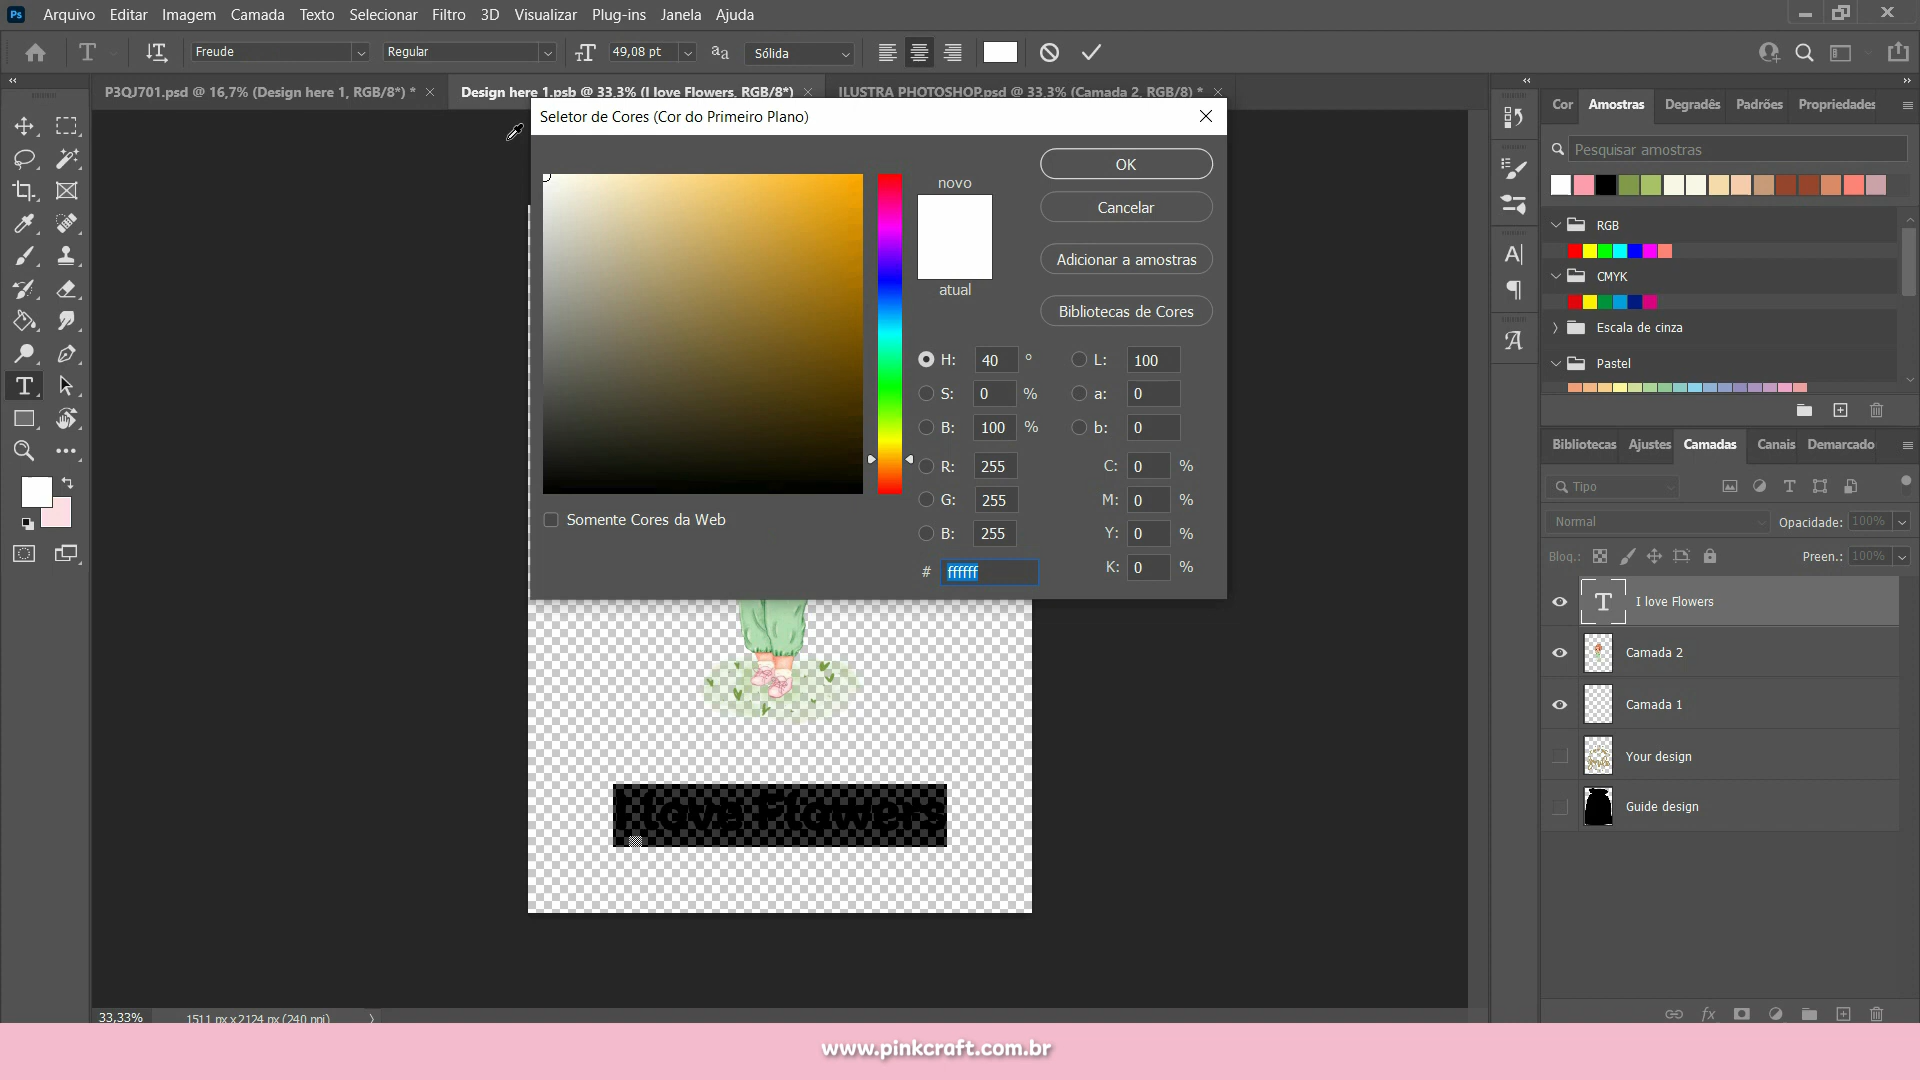 Ps Arquivo Editar Imagem Camada Texto Selecionar Filtro 3D Visualizar Plug-ins Janela Ajuda
T Freude Regular 49,08 pt aa Sólida
P3QJ701.psd @ 16,7% (Design here 1, RGB/8*) *
Design here 1.psb @ 33,3% (I love Flowers, RGB/8*)
ILUSTRA PHOTOSHOP.psd @ 33,3% (Camada 2, RGB/8) *
Seletor de Cores (Cor do Primeiro Plano)
novo
atual
OK
Cancelar
Adicionar a amostras
Bibliotecas de Cores
H: 40 ° L: 100
S: 0 % a: 0
B: 100 % b: 0
R: 255 C: 0 %
G: 255 M: 0 %
B: 255 Y: 0 %
# ffffff K: 0 %
Somente Cores da Web
I love Flowers
33,33% 1511 px x 2124 px (240 ppi)
Cor Amostras Degradês Padrões Propriedades
Pesquisar amostras
RGB
CMYK
Escala de cinza
Pastel
Bibliotecas Ajustes Camadas Canais Demarcado
Tipo
Normal Opacidade: 100%
Bloq.: Preen.: 100%
T I love Flowers
Camada 2
Camada 1
Your design
Guide design
fx
www.pinkcraft.com.br